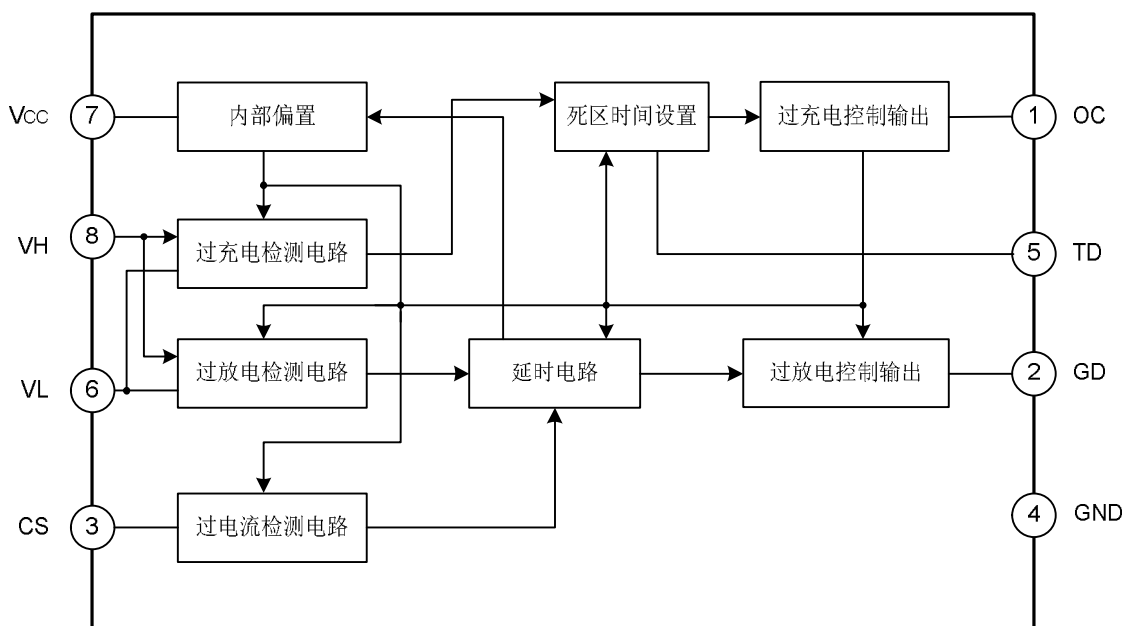 VCC 7 内部偏置 死区时间设置 过充电控制输出 1 OC
VH 8 过充电检测电路 5 TD
VL 6 过放电检测电路 延时电路 过放电控制输出 2 GD
CS 3 过电流检测电路 4 GND